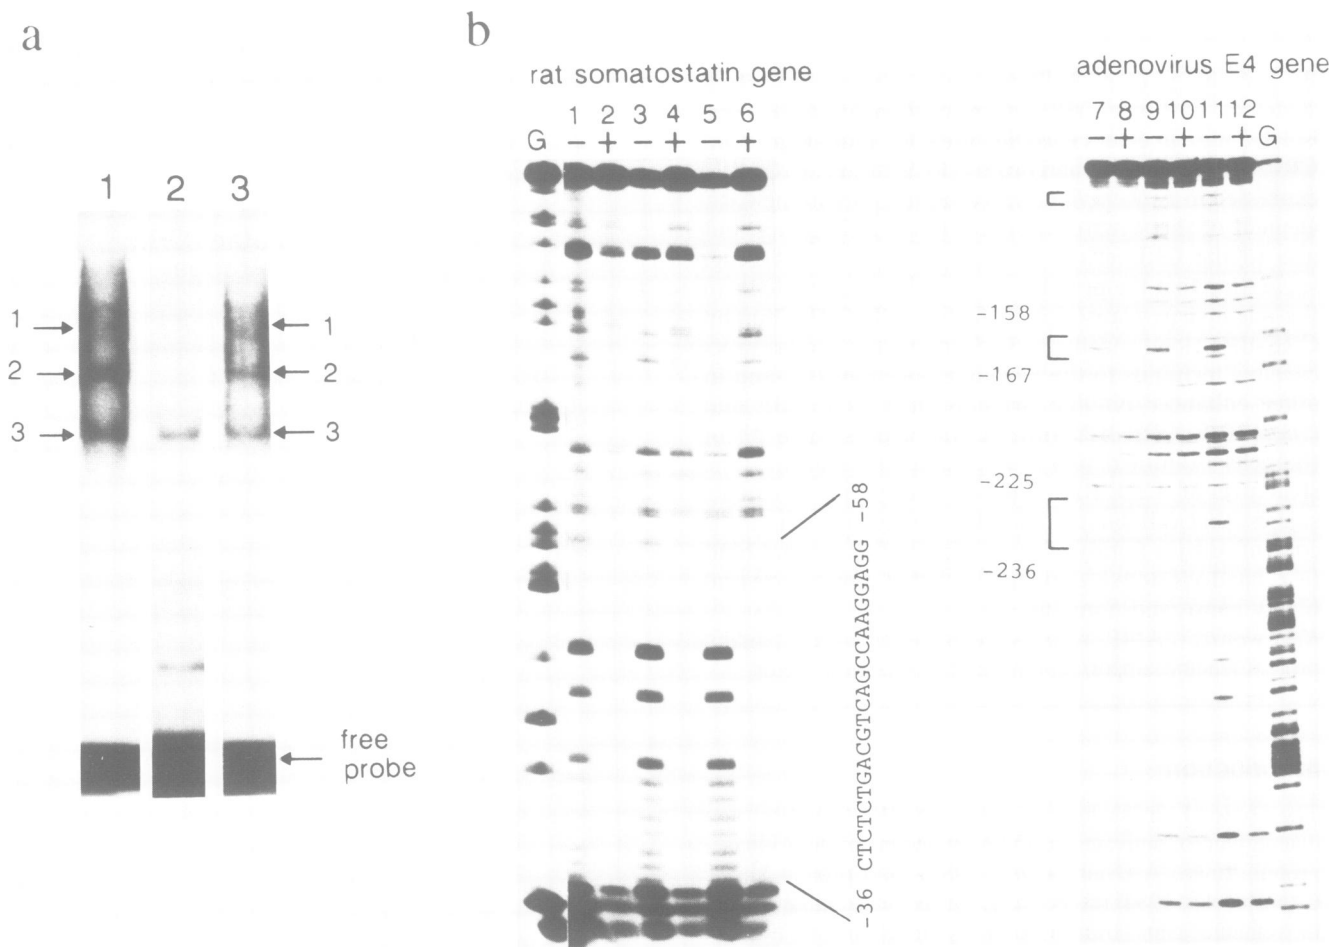 a
1 2 3
1
2
3
1
2
3
free
probe
b
rat somatostatin gene
1 2 3 4 5 6
G − + − + − +
-36 CTCTCTGACGTCAGCCAAGGAGG -58
adenovirus E4 gene
7 8 9 10 11 12
− + − + − + G
-158
-167
-225
-236